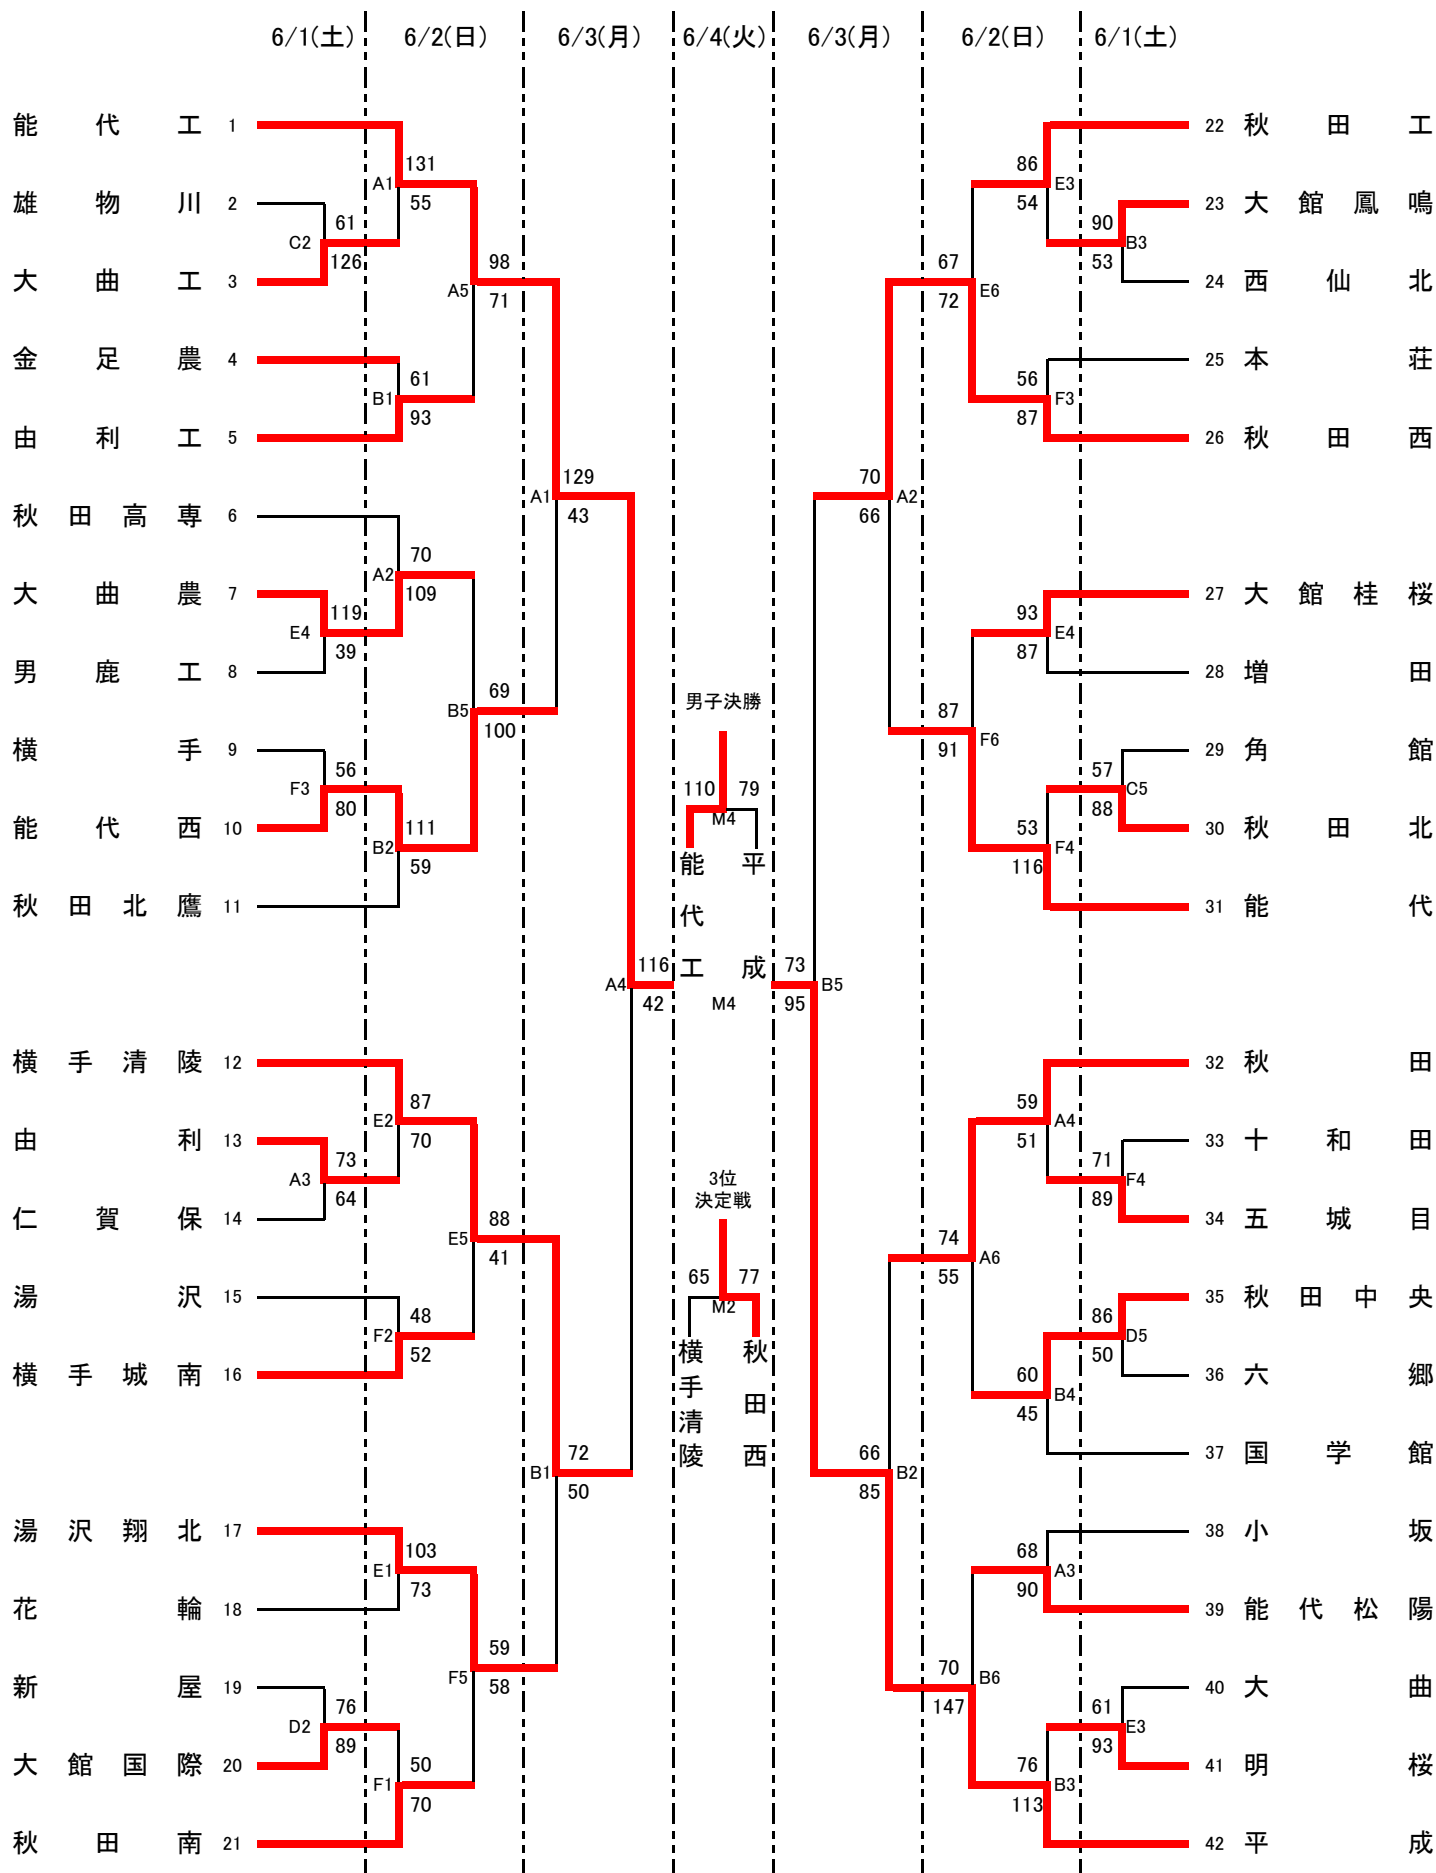 6/1(土) 6/2(日) 6/3(月) 6/4(火) 6/3(月) 6/2(日) 6/1(土)
能代工 1 22 秋田工
131 86
A1 E3
雄物川 2 55 54 23 大館鳳鳴
61 90
C2 B3
126 53
大曲工 3 98 67 24 西仙北
A5 E6
71 72
金足農 4 25 本荘
61 56
B1 F3
93 87
由利工 5 26 秋田西
129 70
A1 A2
秋田高専 6 43 66
70
A2
大曲農 7 109 27 大館桂桜
119 93
E4 E4
39 87
男鹿工 8 28 増田
69 男子決勝 87
B5 F6
100 91
横手 9 29 角館
56 57
F3 C5
80 110 79 88
M4
能代西 10 111 53 30 秋田北
B2 F4
59 116
秋田北鷹 11 能代工 平成 31 能代
116 73
A4 B5
42 M4 95
横手清陵 12 32 秋田
87 59
E2 A4
70 51
由利 13 33 十和田
73 71
A3 F4
64 89
仁賀保 14 3位 34 五城目
決定戦
88 74
E5 A6
41 55
湯沢 15 65 77 35 秋田中央
48 M2 86
F2 D5
52 50
横手城南 16 横手清陵 秋田西 36 六郷
60
B4
45
72 66 37 国学館
B1 B2
50 85
湯沢翔北 17 38 小坂
103 68
E1 A3
73 90
花輪 18 39 能代松陽
59 70
F5 B6
58 147
新屋 19 40 大曲
76 61
D2 E3
89 93
大館国際 20 50 76 41 明桜
F1 B3
70 113
秋田南 21 42 平成